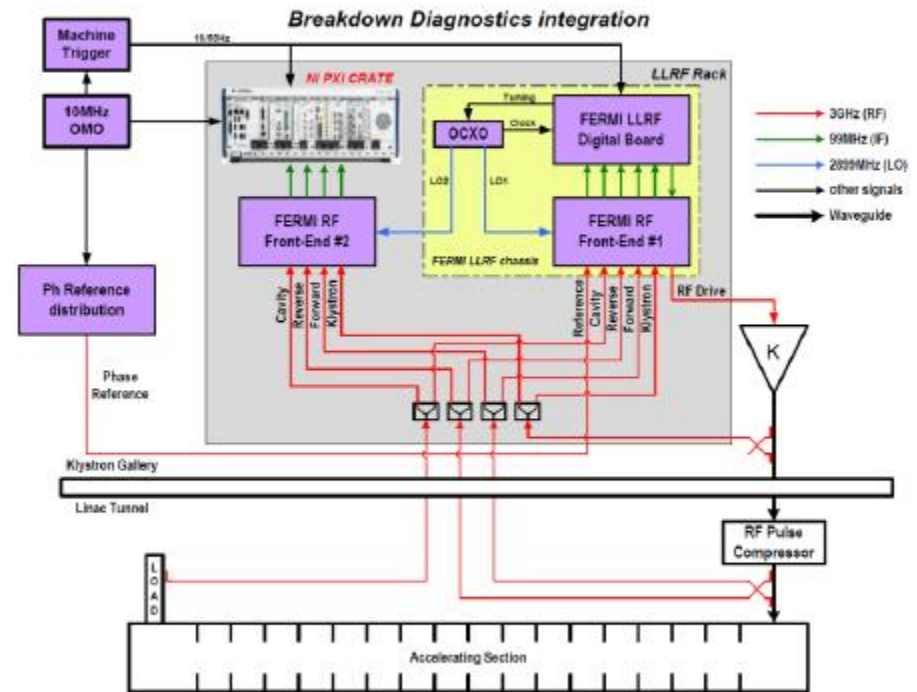 Breakdown Diagnostics integration
Machine
Trigger
10/50Hz
10MHz
OMO
NI PXI CRATE
LLRF Rack
Tuning
OCXO
Clock
FERMI LLRF
Digital Board
3GHz (RF)
99MHz (IF)
2899MHz (LO)
other signals
Waveguide
LO2
LO1
FERMI RF
Front-End #2
FERMI RF
Front-End #1
FERMI LLRF chassis
Ph Reference
distribution
Cavity
Reverse
Forward
Klystron
Reference
Cavity
Reverse
Forward
Klystron
RF Drive
K
Phase
Reference
Klystron Gallery
Linac Tunnel
RF Pulse
Compressor
LOAD
Accelerating Section